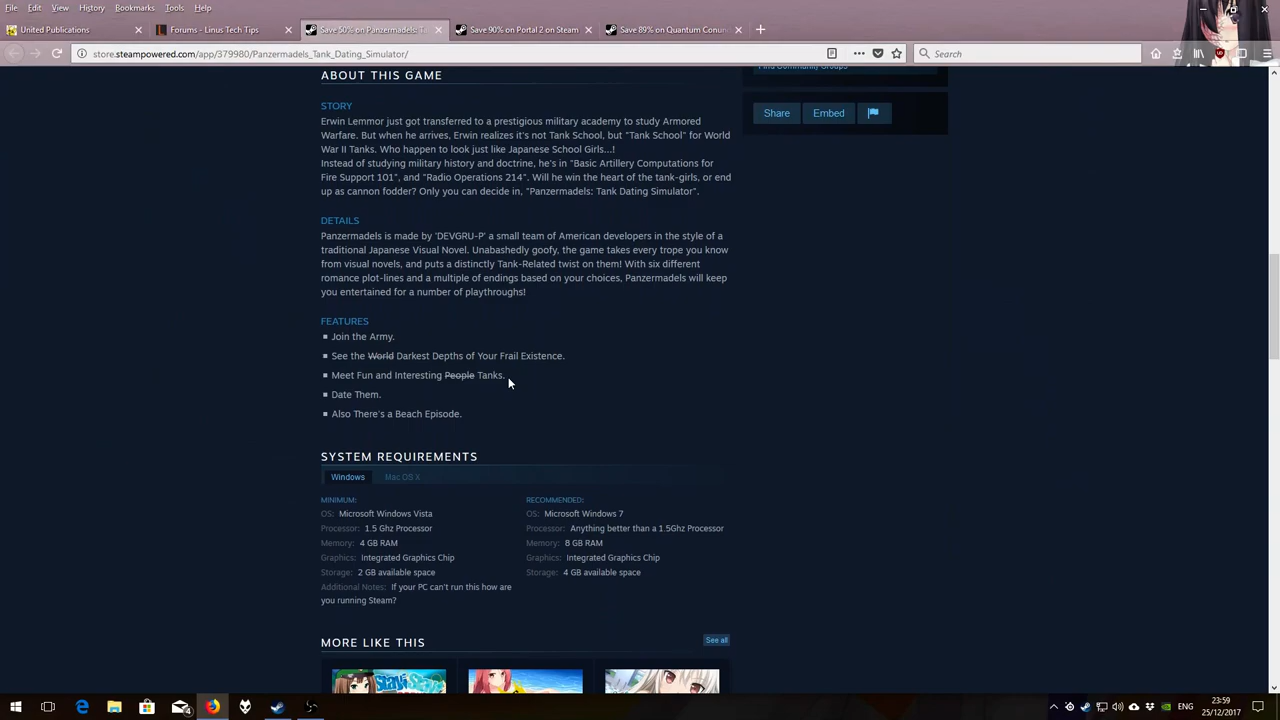 File Edit View History Bookmarks Tools Help
United Publications Forums - Linus Tech Tips Save 50% on Panzermadels: Ta Save 90% on Portal 2 on Steam Save 89% on Quantum Conun
store.steampowered.com/app/379980/Panzermadels_Tank_Dating_Simulator/ Search
ABOUT THIS GAME
Share Embed
STORY
Erwin Lemmor just got transferred to a prestigious military academy to study Armored
Warfare. But when he arrives, Erwin realizes it's not Tank School, but "Tank School" for World
War II Tanks. Who happen to look just like Japanese School Girls...!
Instead of studying military history and doctrine, he's in "Basic Artillery Computations for
Fire Support 101", and "Radio Operations 214". Will he win the heart of the tank-girls, or end
up as cannon fodder? Only you can decide in, "Panzermadels: Tank Dating Simulator".
DETAILS
Panzermadels is made by 'DEVGRU-P' a small team of American developers in the style of a
traditional Japanese Visual Novel. Unabashedly goofy, the game takes every trope you know
from visual novels, and puts a distinctly Tank-Related twist on them! With six different
romance plot-lines and a multiple of endings based on your choices, Panzermadels will keep
you entertained for a number of playthroughs!
FEATURES
Join the Army.
See the World Darkest Depths of Your Frail Existence.
Meet Fun and Interesting People Tanks.
Date Them.
Also There's a Beach Episode.
SYSTEM REQUIREMENTS
Windows Mac OS X
MINIMUM:
OS: Microsoft Windows Vista
Processor: 1.5 Ghz Processor
Memory: 4 GB RAM
Graphics: Integrated Graphics Chip
Storage: 2 GB available space
Additional Notes: If your PC can't run this how are
you running Steam?
RECOMMENDED:
OS: Microsoft Windows 7
Processor: Anything better than a 1.5Ghz Processor
Memory: 8 GB RAM
Graphics: Integrated Graphics Chip
Storage: 4 GB available space
MORE LIKE THIS See all
23:59
25/12/2017